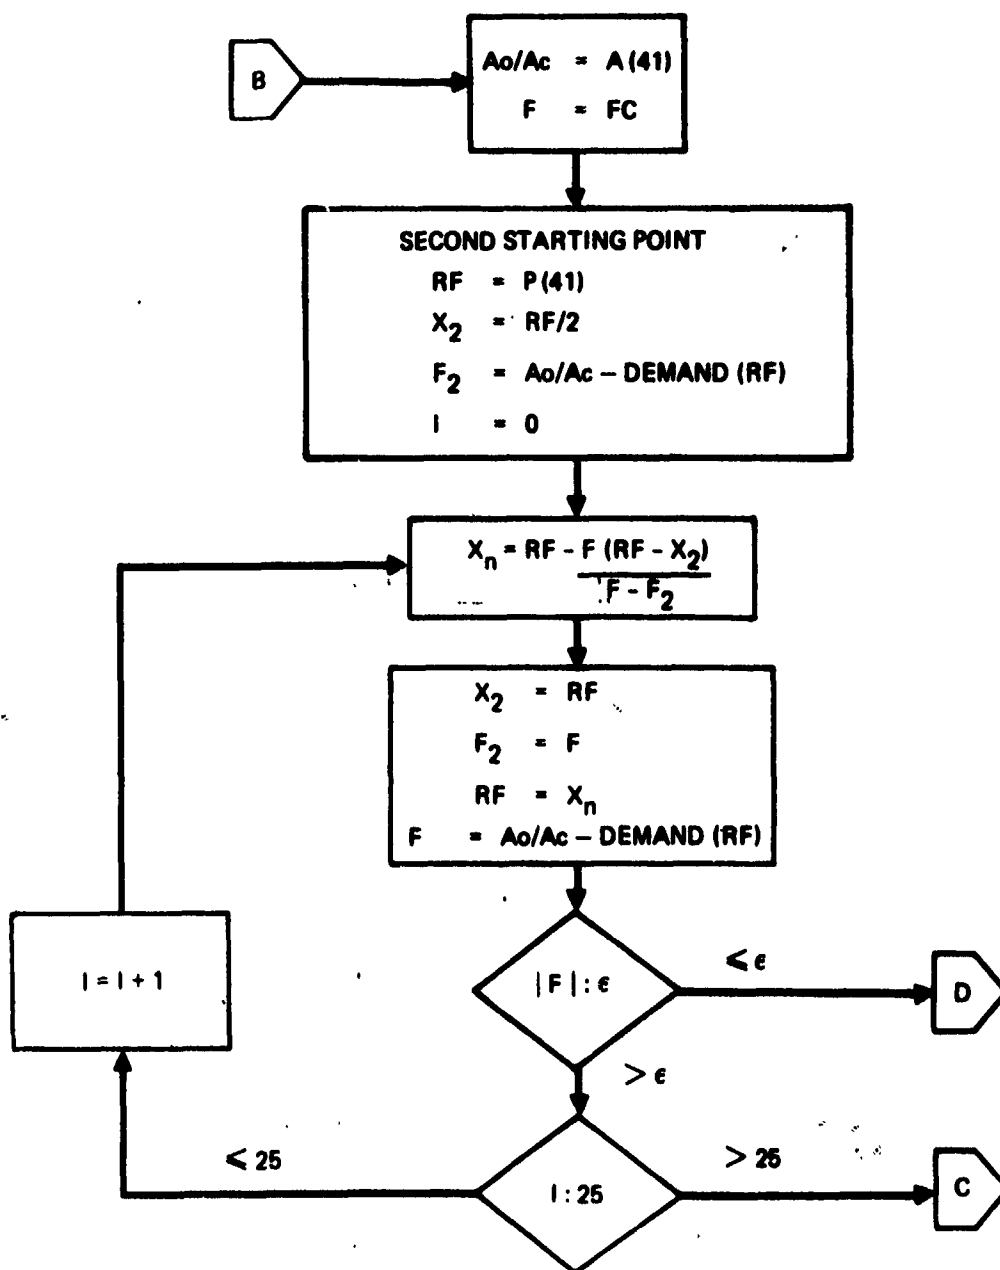 B
Ao/Ac = A (41)
F = FC
SECOND STARTING POINT
RF = P (41)
X₂ = RF/2
F₂ = Ao/Ac – DEMAND (RF)
I = 0
Xₙ = RF - F (RF - X₂)
F - F₂
X₂ = RF
F₂ = F
RF = Xₙ
F = Ao/Ac – DEMAND (RF)
I = I + 1
|F| : ϵ
⩽ ϵ
D
> ϵ
⩽ 25
I : 25
> 25
C